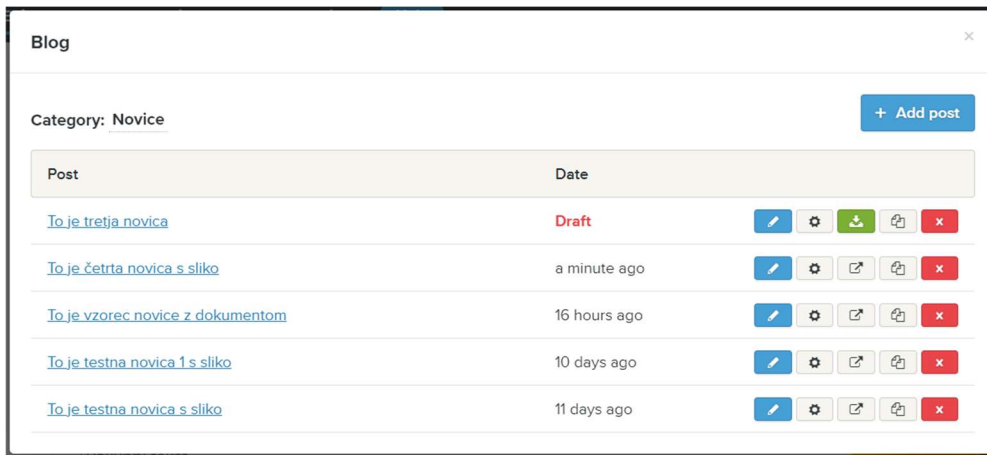 Blog
×
Category: Novice
+ Add post
Post Date
To je tretja novica Draft
To je četrta novica s sliko a minute ago
To je vzorec novice z dokumentom 16 hours ago
To je testna novica 1 s sliko 10 days ago
To je testna novica s sliko 11 days ago